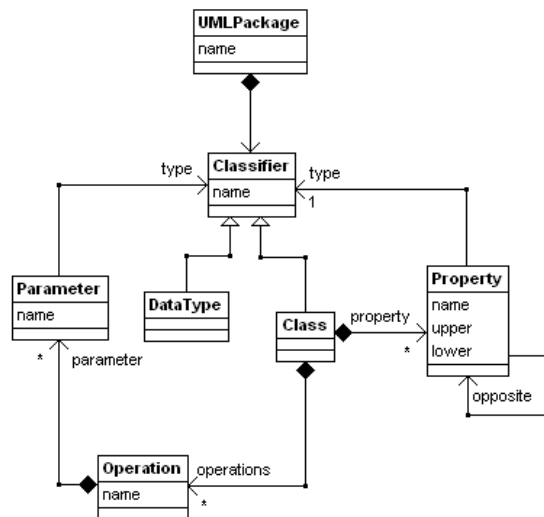 UMLPackage
name
Classifier
name
type
type
1
Parameter
name
*
parameter
DataType
Class
property
*
Property
name
upper
lower
opposite
Operation
name
operations
*